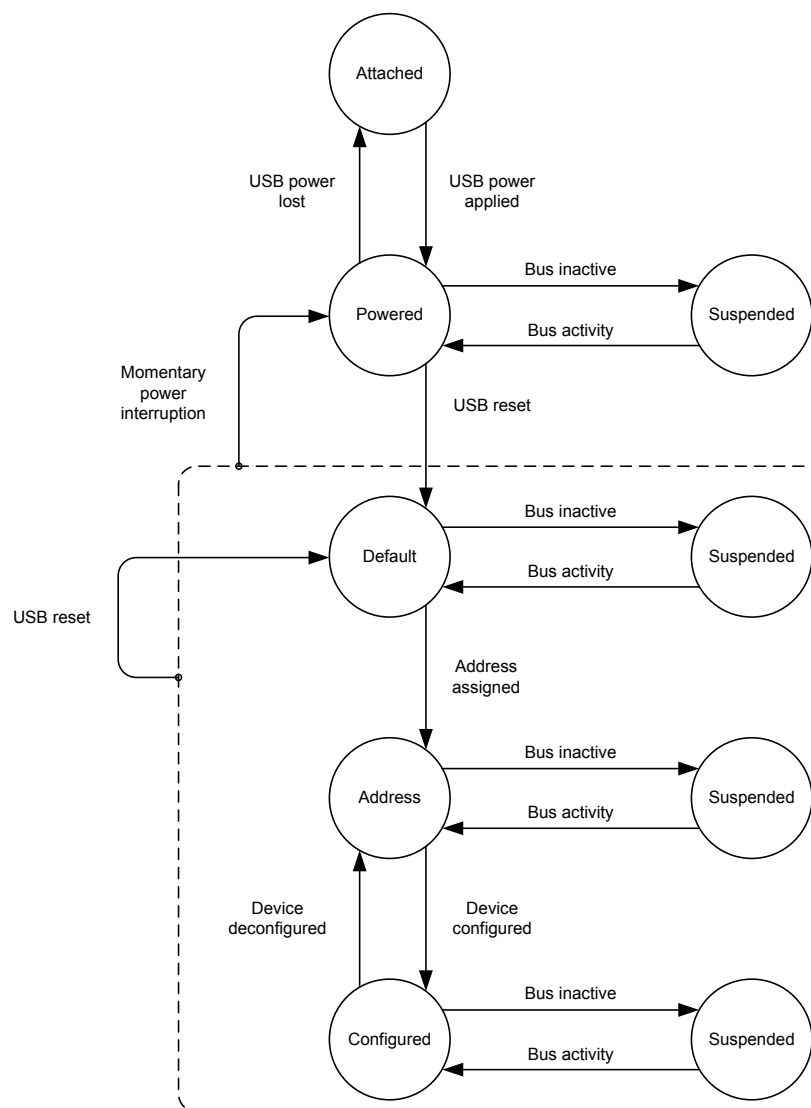 Attached
USB power
lost
USB power
applied
Bus inactive
Powered
Suspended
Bus activity
Momentary
power
interruption
USB reset
Bus inactive
Default
Suspended
Bus activity
USB reset
Address
assigned
Bus inactive
Address
Suspended
Bus activity
Device
deconfigured
Device
configured
Bus inactive
Configured
Suspended
Bus activity